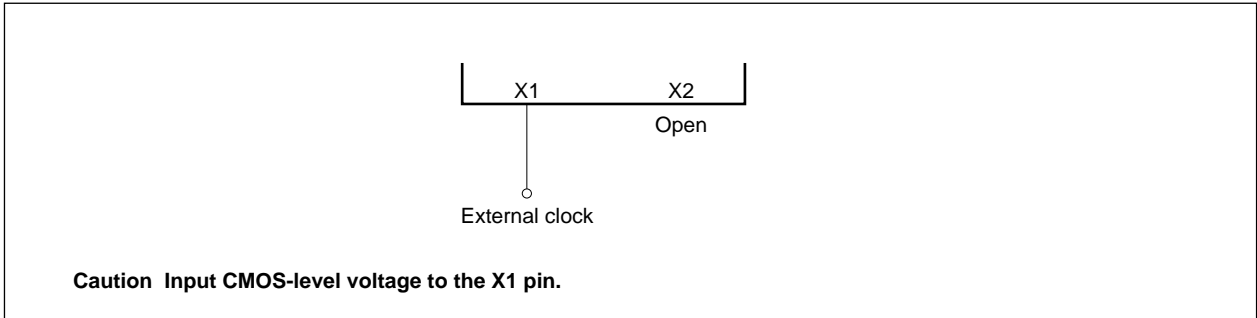 X1 X2
Open
External clock
Caution Input CMOS-level voltage to the X1 pin.